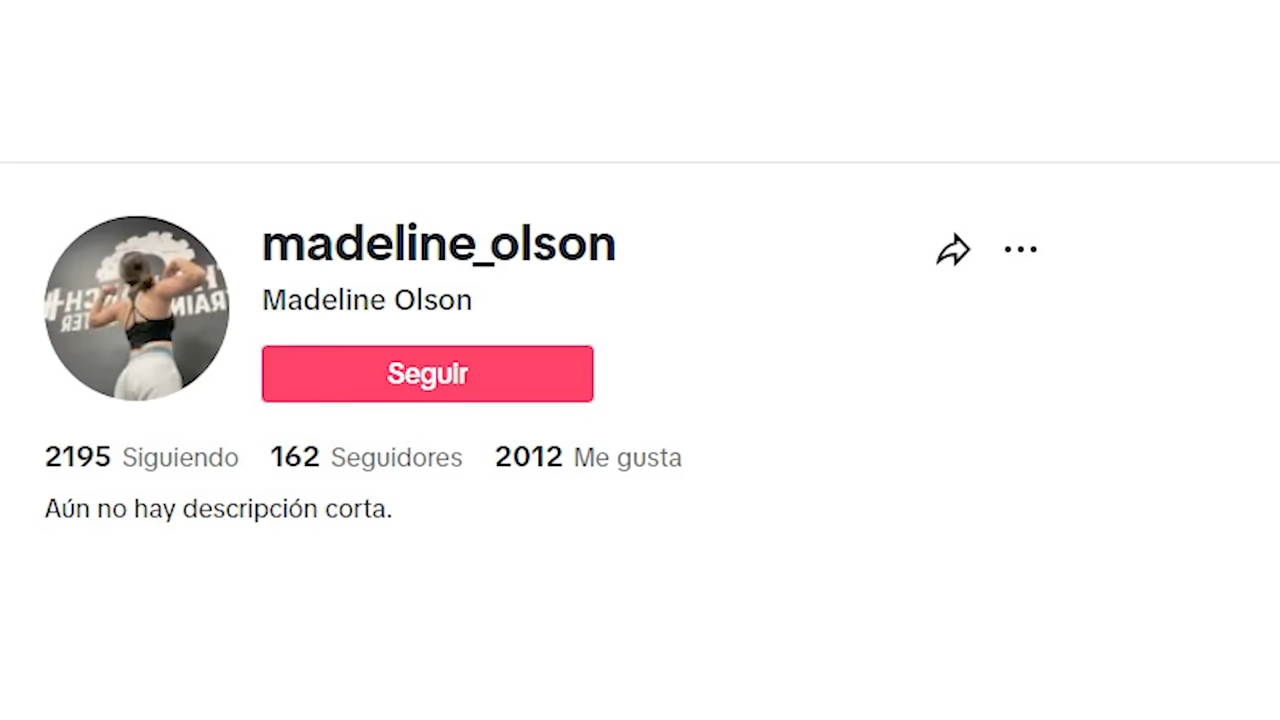 madeline_olson
Madeline Olson
Seguir
2195 Siguiendo 162 Seguidores 2012 Me gusta
Aún no hay descripción corta.